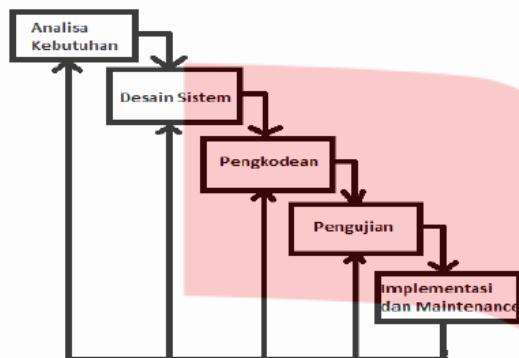 Analisa
Kebutuhan
Desain Sistem
Pengkodean
Pengujian
Implementasi
dan Maintenance